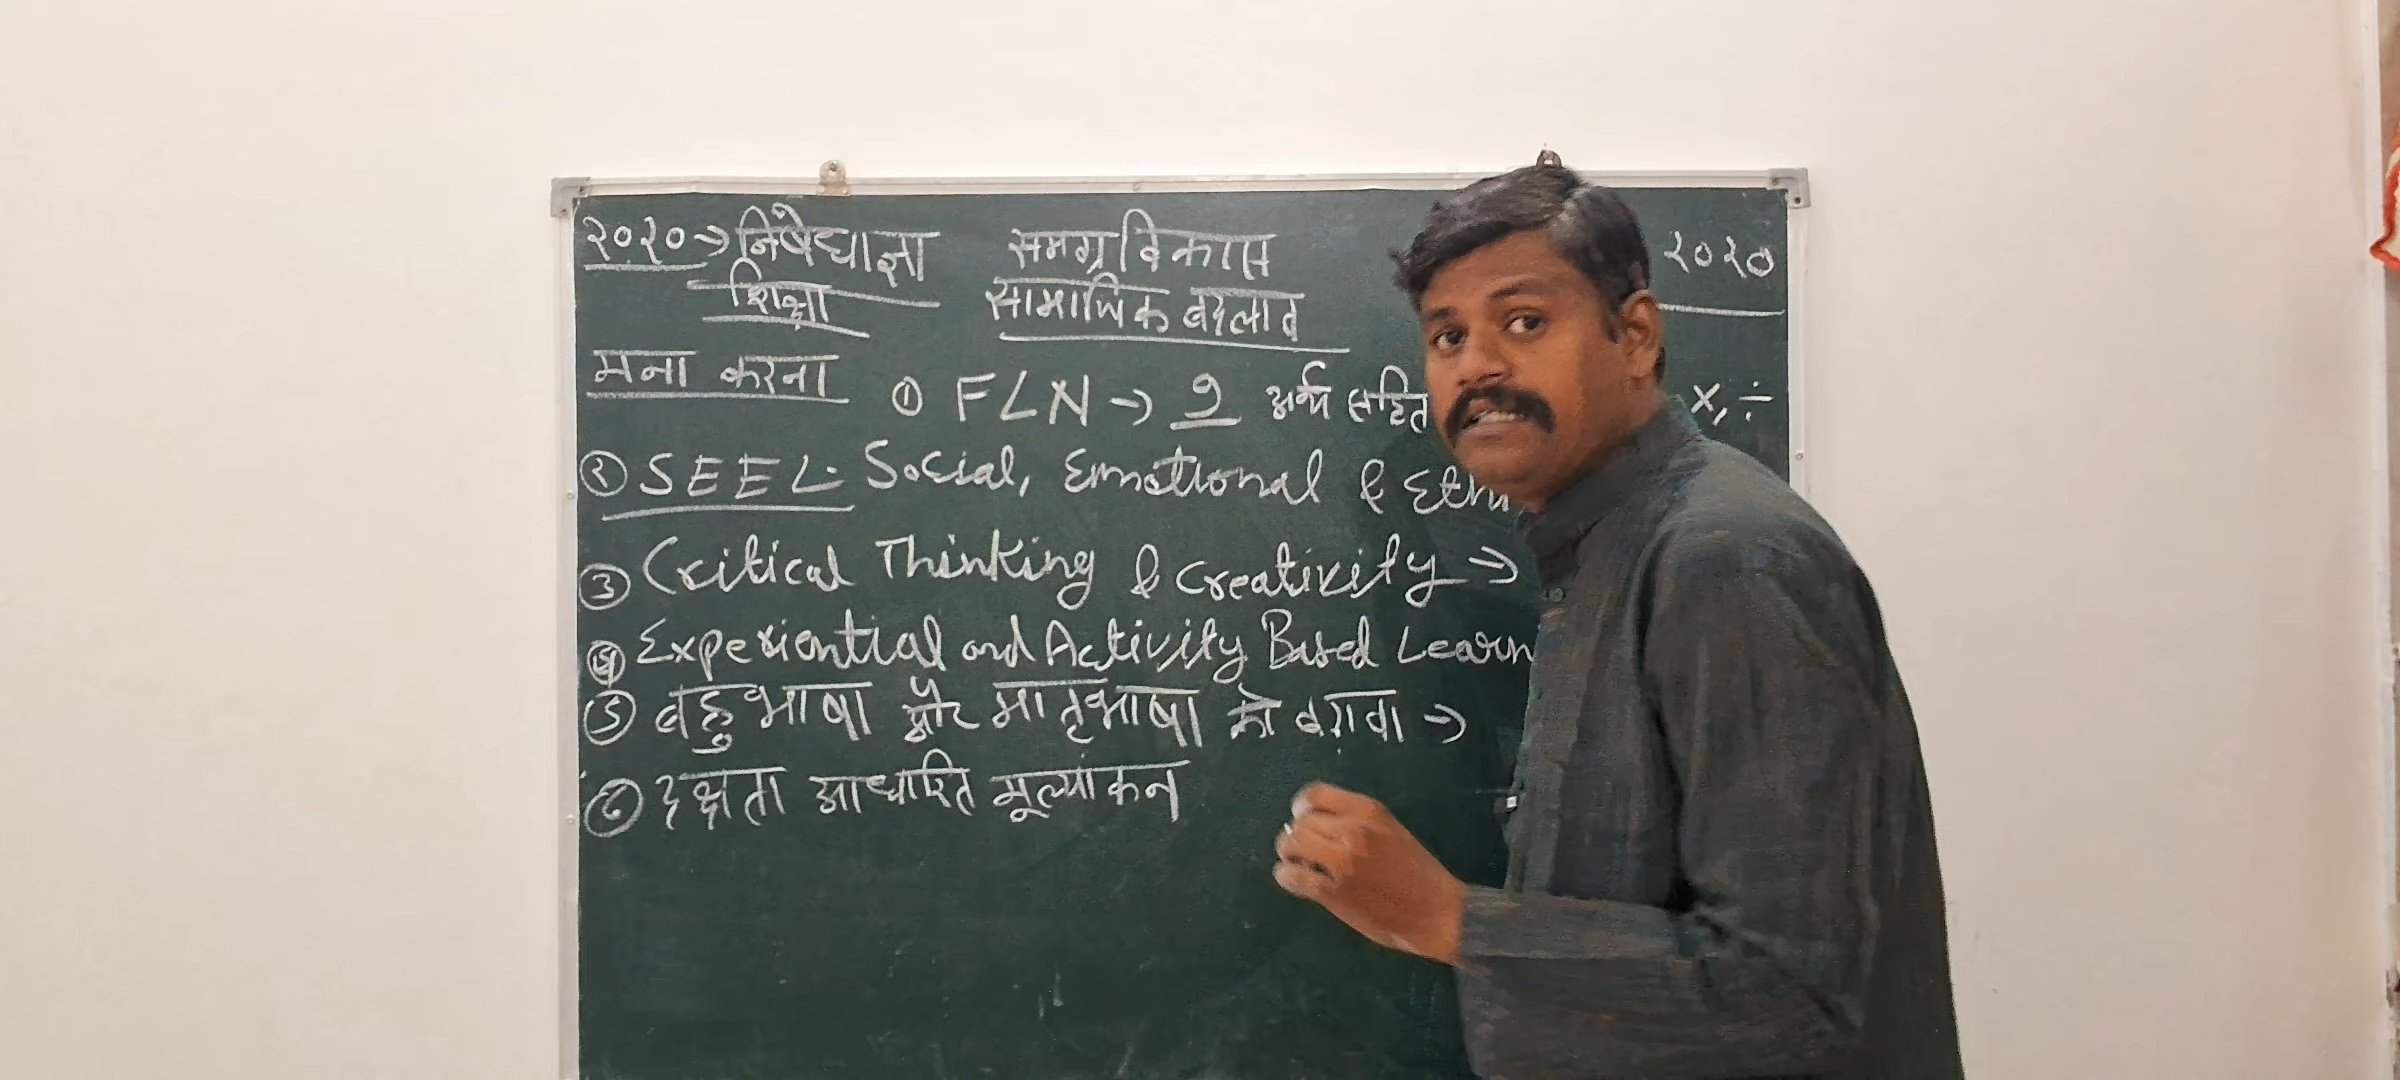 २०२० → निषेधाज्ञा समग्र विकास २०२०
शिक्षा सामाजिक बदलाव
मना करना
① FLN → 2 अर्थ सहित ×, ÷
② SEEL:- Social, Emotional & Ethi
③ Critical Thinking & Creativity →
④ Experiential and Activity Based Learn
⑤ बहुभाषा और मातृभाषा को बढ़ावा →
⑥ दक्षता आधारित मूल्यांकन